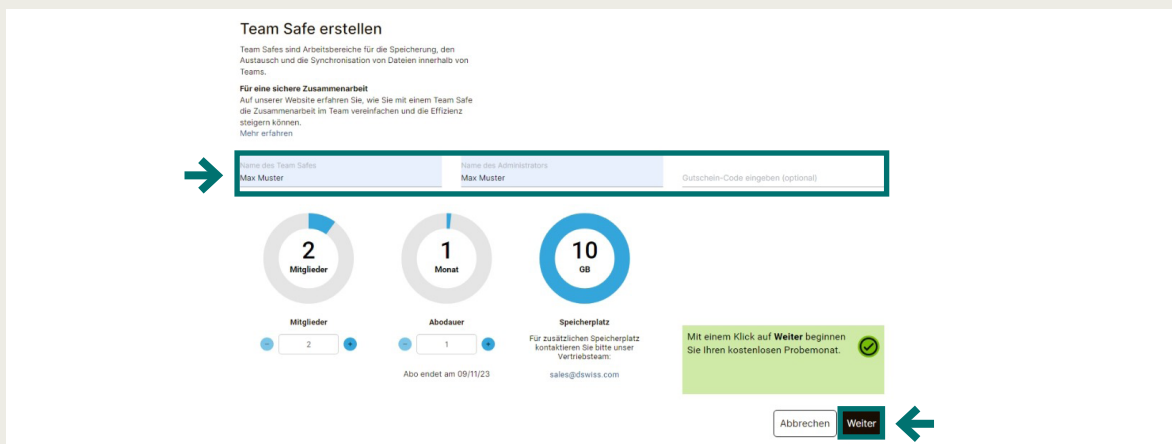 Team Safe erstellen
Team Safes sind Arbeitsbereiche für die Speicherung, den
Austausch und die Synchronisation von Dateien innerhalb von
Teams.
Für eine sichere Zusammenarbeit
Auf unserer Website erfahren Sie, wie Sie mit einem Team Safe
die Zusammenarbeit im Team vereinfachen und die Effizienz
steigern können.
Mehr erfahren
Name des Team Safes
Max Muster
Name des Administrators
Max Muster
Gutschein-Code eingeben (optional)
2
Mitglieder
1
Monat
10
GB
Mitglieder
- 2 +
Abodauer
- 1 +
Abo endet am 09/11/23
Speicherplatz
Für zusätzlichen Speicherplatz
kontaktieren Sie bitte unser
Vertriebsteam:
sales@dswiss.com
Mit einem Klick auf Weiter beginnen
Sie Ihren kostenlosen Probemonat.
Abbrechen
Weiter